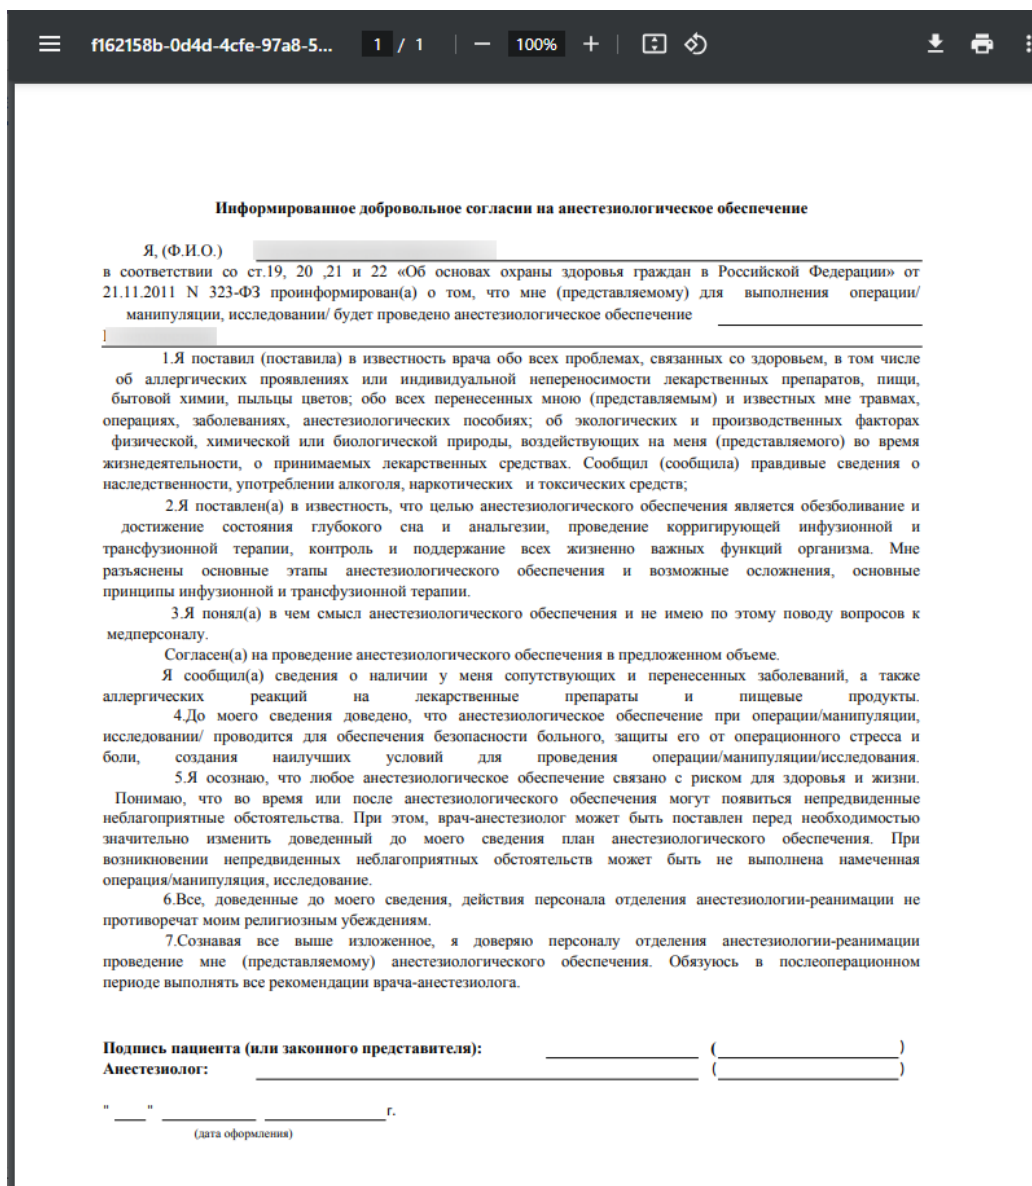 f162158b-0d4d-4cfe-97a8-5...
1 / 1
100%
Информированное добровольное согласии на анестезиологическое обеспечение
Я, (Ф.И.О.)
в соответствии со ст.19, 20 ,21 и 22 «Об основах охраны здоровья граждан в Российской Федерации» от
21.11.2011 N 323-ФЗ проинформирован(а) о том, что мне (представляемому) для выполнения операции/
манипуляции, исследовании/ будет проведено анестезиологическое обеспечение
1.Я поставил (поставила) в известность врача обо всех проблемах, связанных со здоровьем, в том числе
об аллергических проявлениях или индивидуальной непереносимости лекарственных препаратов, пищи,
бытовой химии, пыльцы цветов; обо всех перенесенных мною (представляемым) и известных мне травмах,
операциях, заболеваниях, анестезиологических пособиях; об экологических и производственных факторах
физической, химической или биологической природы, воздействующих на меня (представляемого) во время
жизнедеятельности, о принимаемых лекарственных средствах. Сообщил (сообщила) правдивые сведения о
наследственности, употреблении алкоголя, наркотических и токсических средств;
2.Я поставлен(а) в известность, что целью анестезиологического обеспечения является обезболивание и
достижение состояния глубокого сна и анальгезии, проведение корригирующей инфузионной и
трансфузионной терапии, контроль и поддержание всех жизненно важных функций организма. Мне
разъяснены основные этапы анестезиологического обеспечения и возможные осложнения, основные
принципы инфузионной и трансфузионной терапии.
3.Я понял(а) в чем смысл анестезиологического обеспечения и не имею по этому поводу вопросов к
медперсоналу.
Согласен(а) на проведение анестезиологического обеспечения в предложенном объеме.
Я сообщил(а) сведения о наличии у меня сопутствующих и перенесенных заболеваний, а также
аллергических реакций на лекарственные препараты и пищевые продукты.
4.До моего сведения доведено, что анестезиологическое обеспечение при операции/манипуляции,
исследовании/ проводится для обеспечения безопасности больного, защиты его от операционного стресса и
боли, создания наилучших условий для проведения операции/манипуляции/исследования.
5.Я осознаю, что любое анестезиологическое обеспечение связано с риском для здоровья и жизни.
Понимаю, что во время или после анестезиологического обеспечения могут появиться непредвиденные
неблагоприятные обстоятельства. При этом, врач-анестезиолог может быть поставлен перед необходимостью
значительно изменить доведенный до моего сведения план анестезиологического обеспечения. При
возникновении непредвиденных неблагоприятных обстоятельств может быть не выполнена намеченная
операция/манипуляция, исследование.
6.Все, доведенные до моего сведения, действия персонала отделения анестезиологии-реанимации не
противоречат моим религиозным убеждениям.
7.Сознавая все выше изложенное, я доверяю персоналу отделения анестезиологии-реанимации
проведение мне (представляемому) анестезиологического обеспечения. Обязуюсь в послеоперационном
периоде выполнять все рекомендации врача-анестезиолога.
Подпись пациента (или законного представителя): ( )
Анестезиолог: ( )
" " г.
(дата оформления)